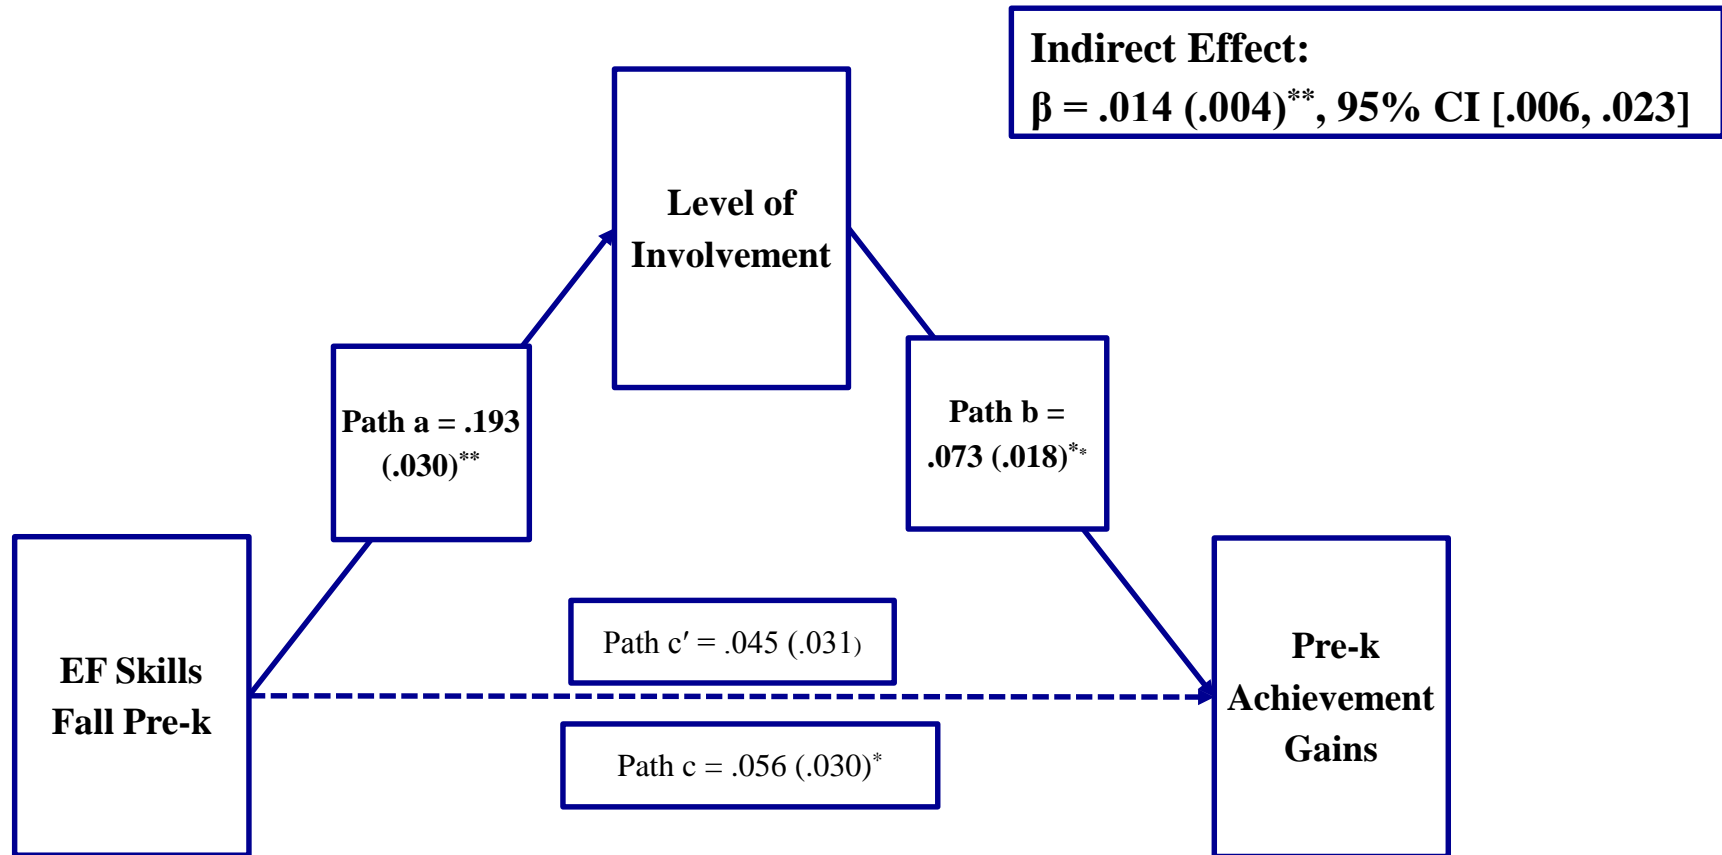 Indirect Effect:
β = .014 (.004)**, 95% CI [.006, .023]
Level of
Involvement
Path a = .193
(.030)**
Path b =
.073 (.018)**
EF Skills
Fall Pre-k
Path c′ = .045 (.031)
Path c = .056 (.030)*
Pre-k
Achievement
Gains